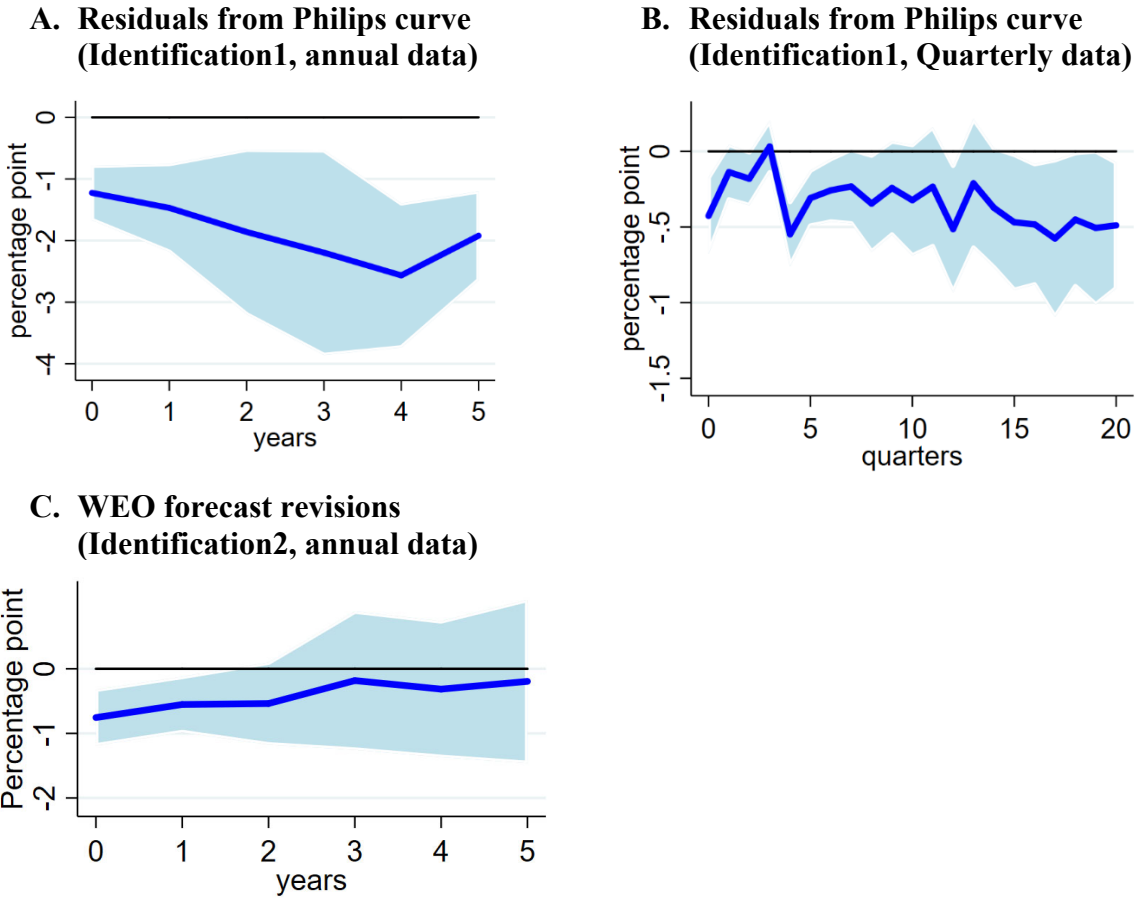 A. Residuals from Philips curve
(Identification1, annual data)
percentage point
0
-1
-2
-3
-4
0 1 2 3 4 5
years
B. Residuals from Philips curve
(Identification1, Quarterly data)
percentage point
0
-.5
-1
-1.5
0 5 10 15 20
quarters
C. WEO forecast revisions
(Identification2, annual data)
Percentage point
0
-1
-2
0 1 2 3 4 5
years